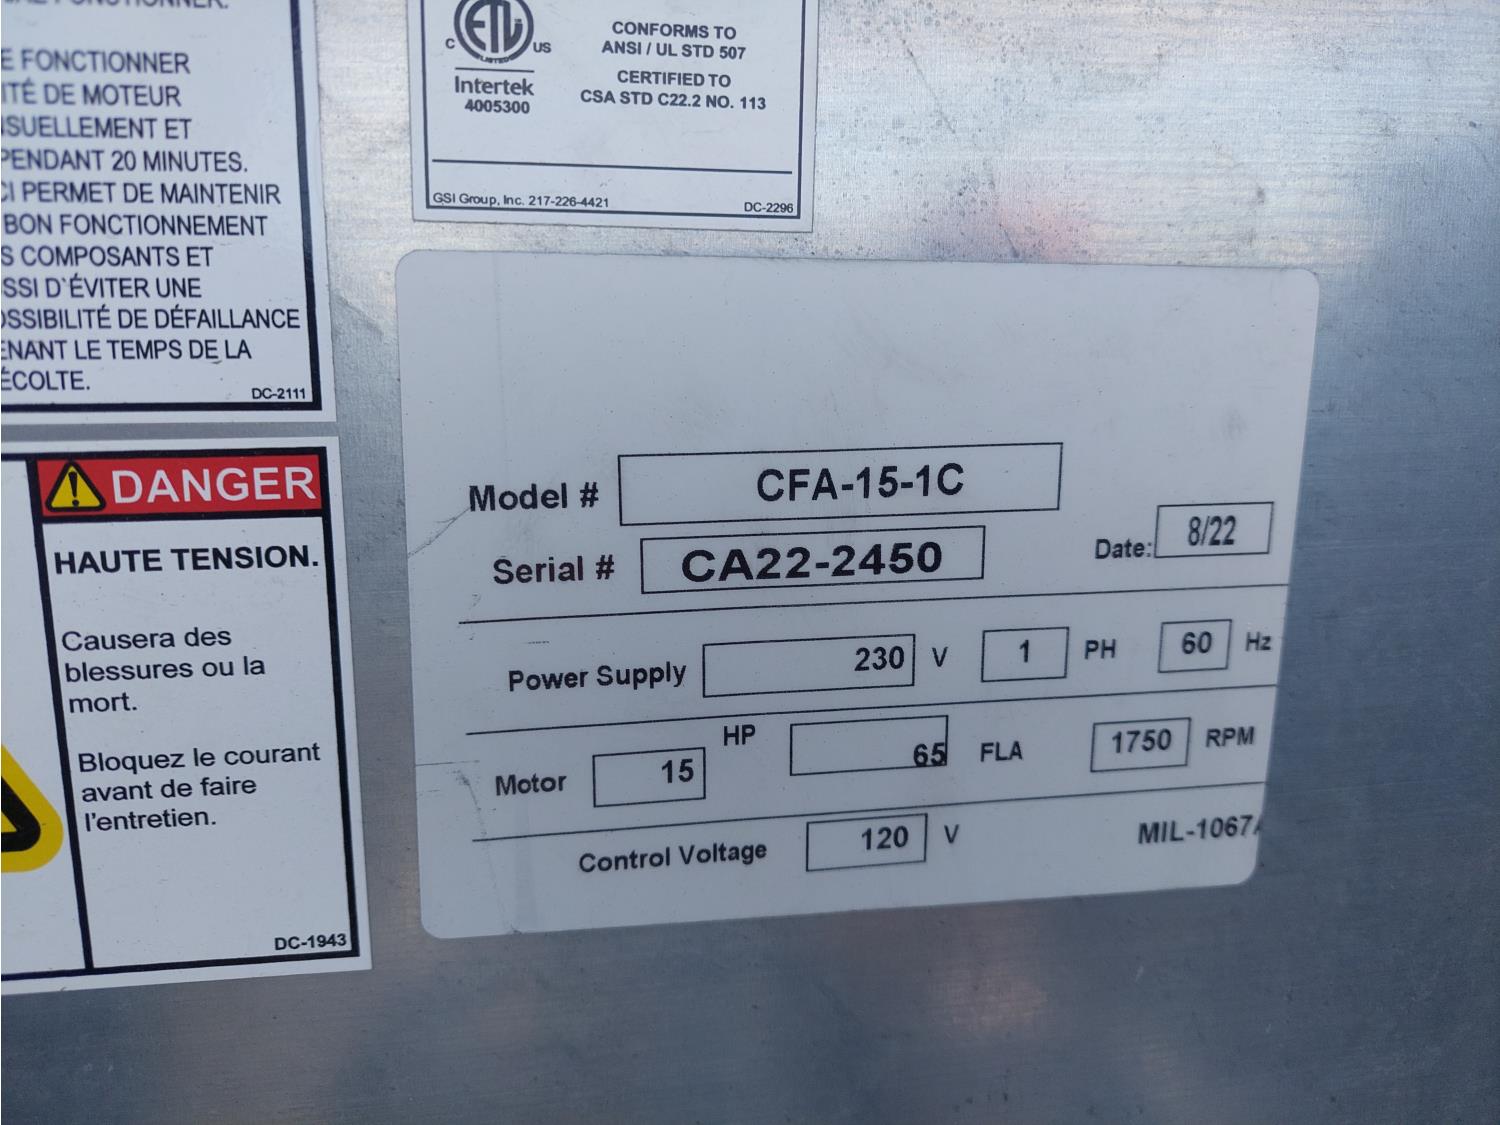 FONCTIONNER.
E FONCTIONNER
ITÉ DE MOTEUR
SUELLEMENT ET
PENDANT 20 MINUTES.
CI PERMET DE MAINTENIR
BON FONCTIONNEMENT
S COMPOSANTS ET
SSI D'ÉVITER UNE
OSSIBILITÉ DE DÉFAILLANCE
ENANT LE TEMPS DE LA
ÉCOLTE.
DC-2111
DANGER
HAUTE TENSION.
Causera des
blessures ou la
mort.
Bloquez le courant
avant de faire
l'entretien.
DC-1943
C ETL US
LISTED
Intertek
4005300
CONFORMS TO
ANSI / UL STD 507
CERTIFIED TO
CSA STD C22.2 NO. 113
GSI Group, Inc. 217-226-4421 DC-2296
Model # CFA-15-1C
Serial # CA22-2450 Date: 8/22
Power Supply 230 V 1 PH 60 Hz
Motor 15 HP 65 FLA 1750 RPM
Control Voltage 120 V MIL-1067A